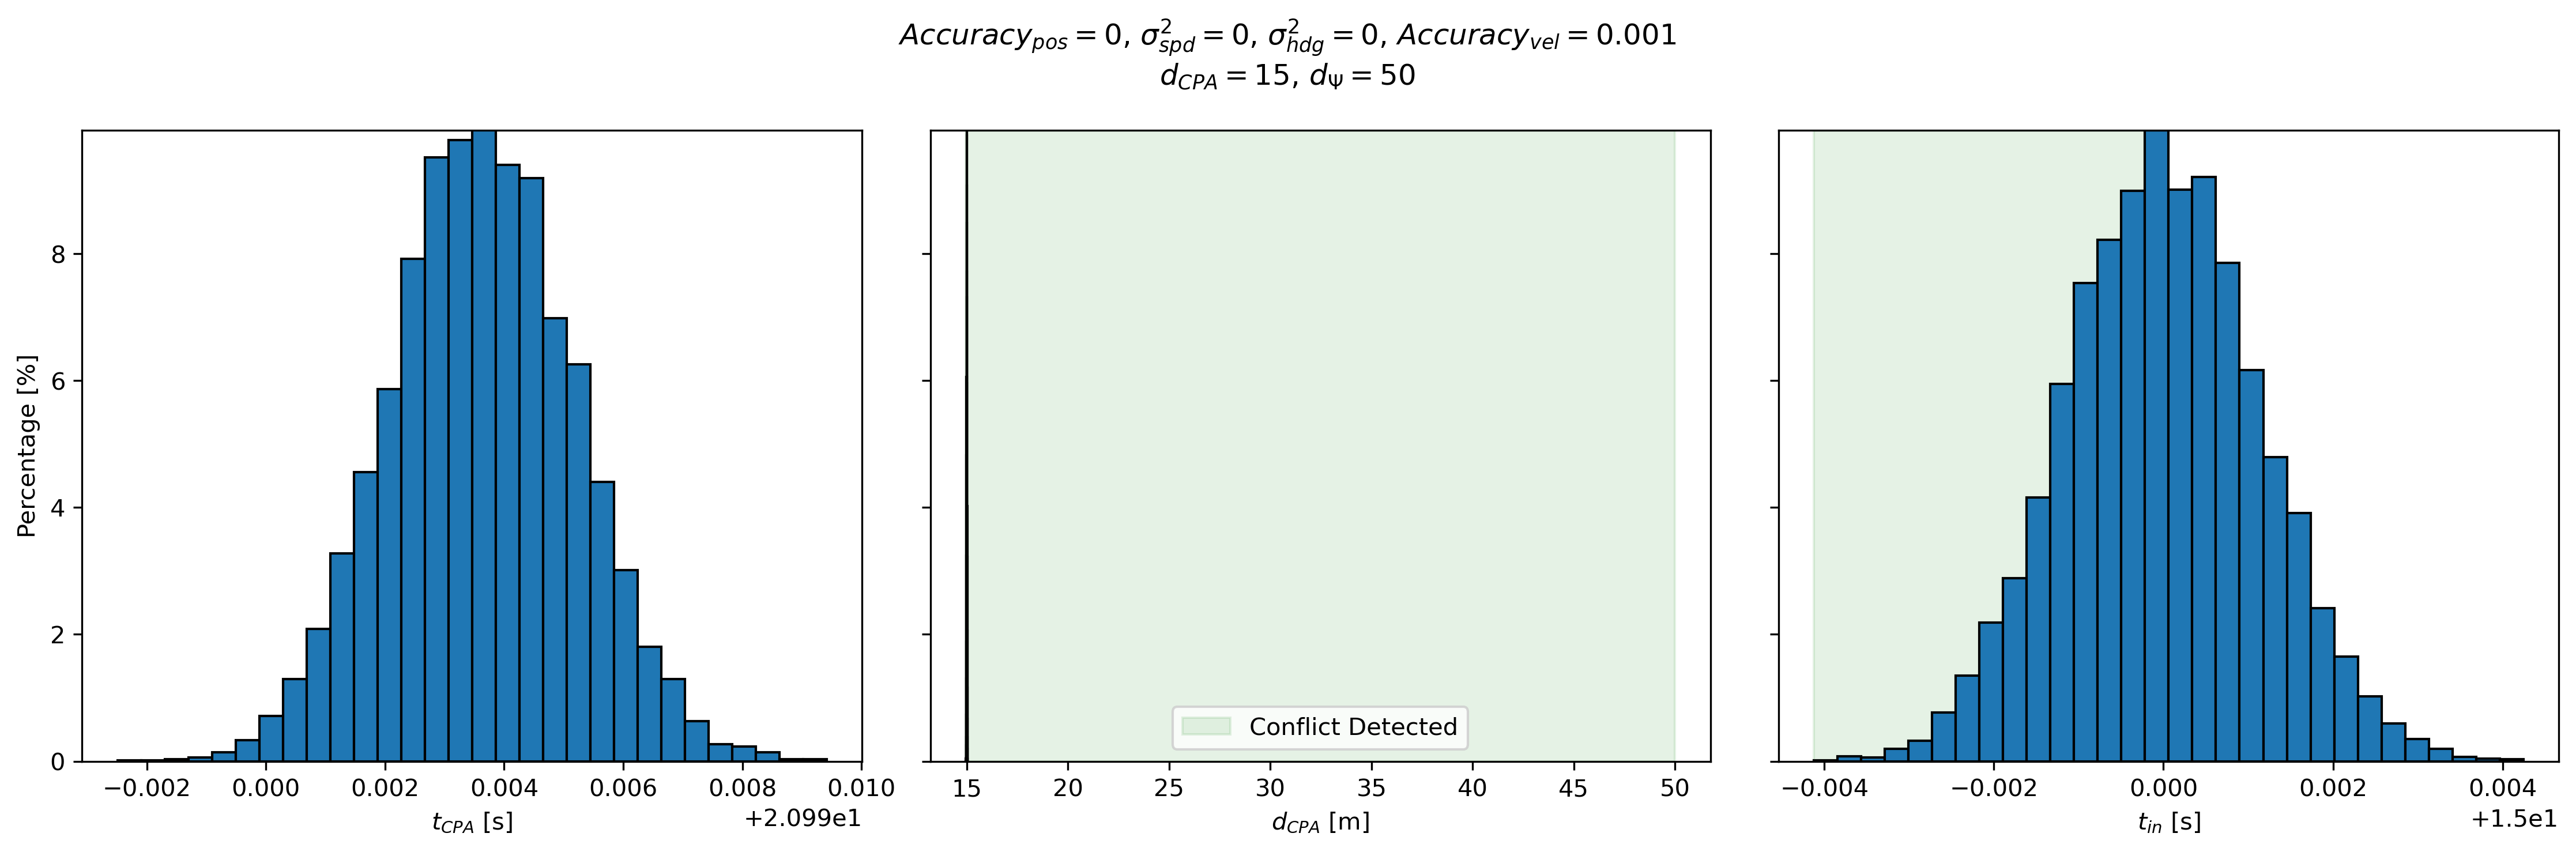 Accuracy_pos = 0, σ²_spd = 0, σ²_hdg = 0, Accuracy_vel = 0.001
d_CPA = 15, d_Ψ = 50
Percentage [%]
8
6
4
2
0
−0.002 0.000 0.002 0.004 0.006 0.008 0.010
+2.099e1
t_CPA [s]
Conflict Detected
15 20 25 30 35 40 45 50
d_CPA [m]
−0.004 −0.002 0.000 0.002 0.004
+1.5e1
t_in [s]